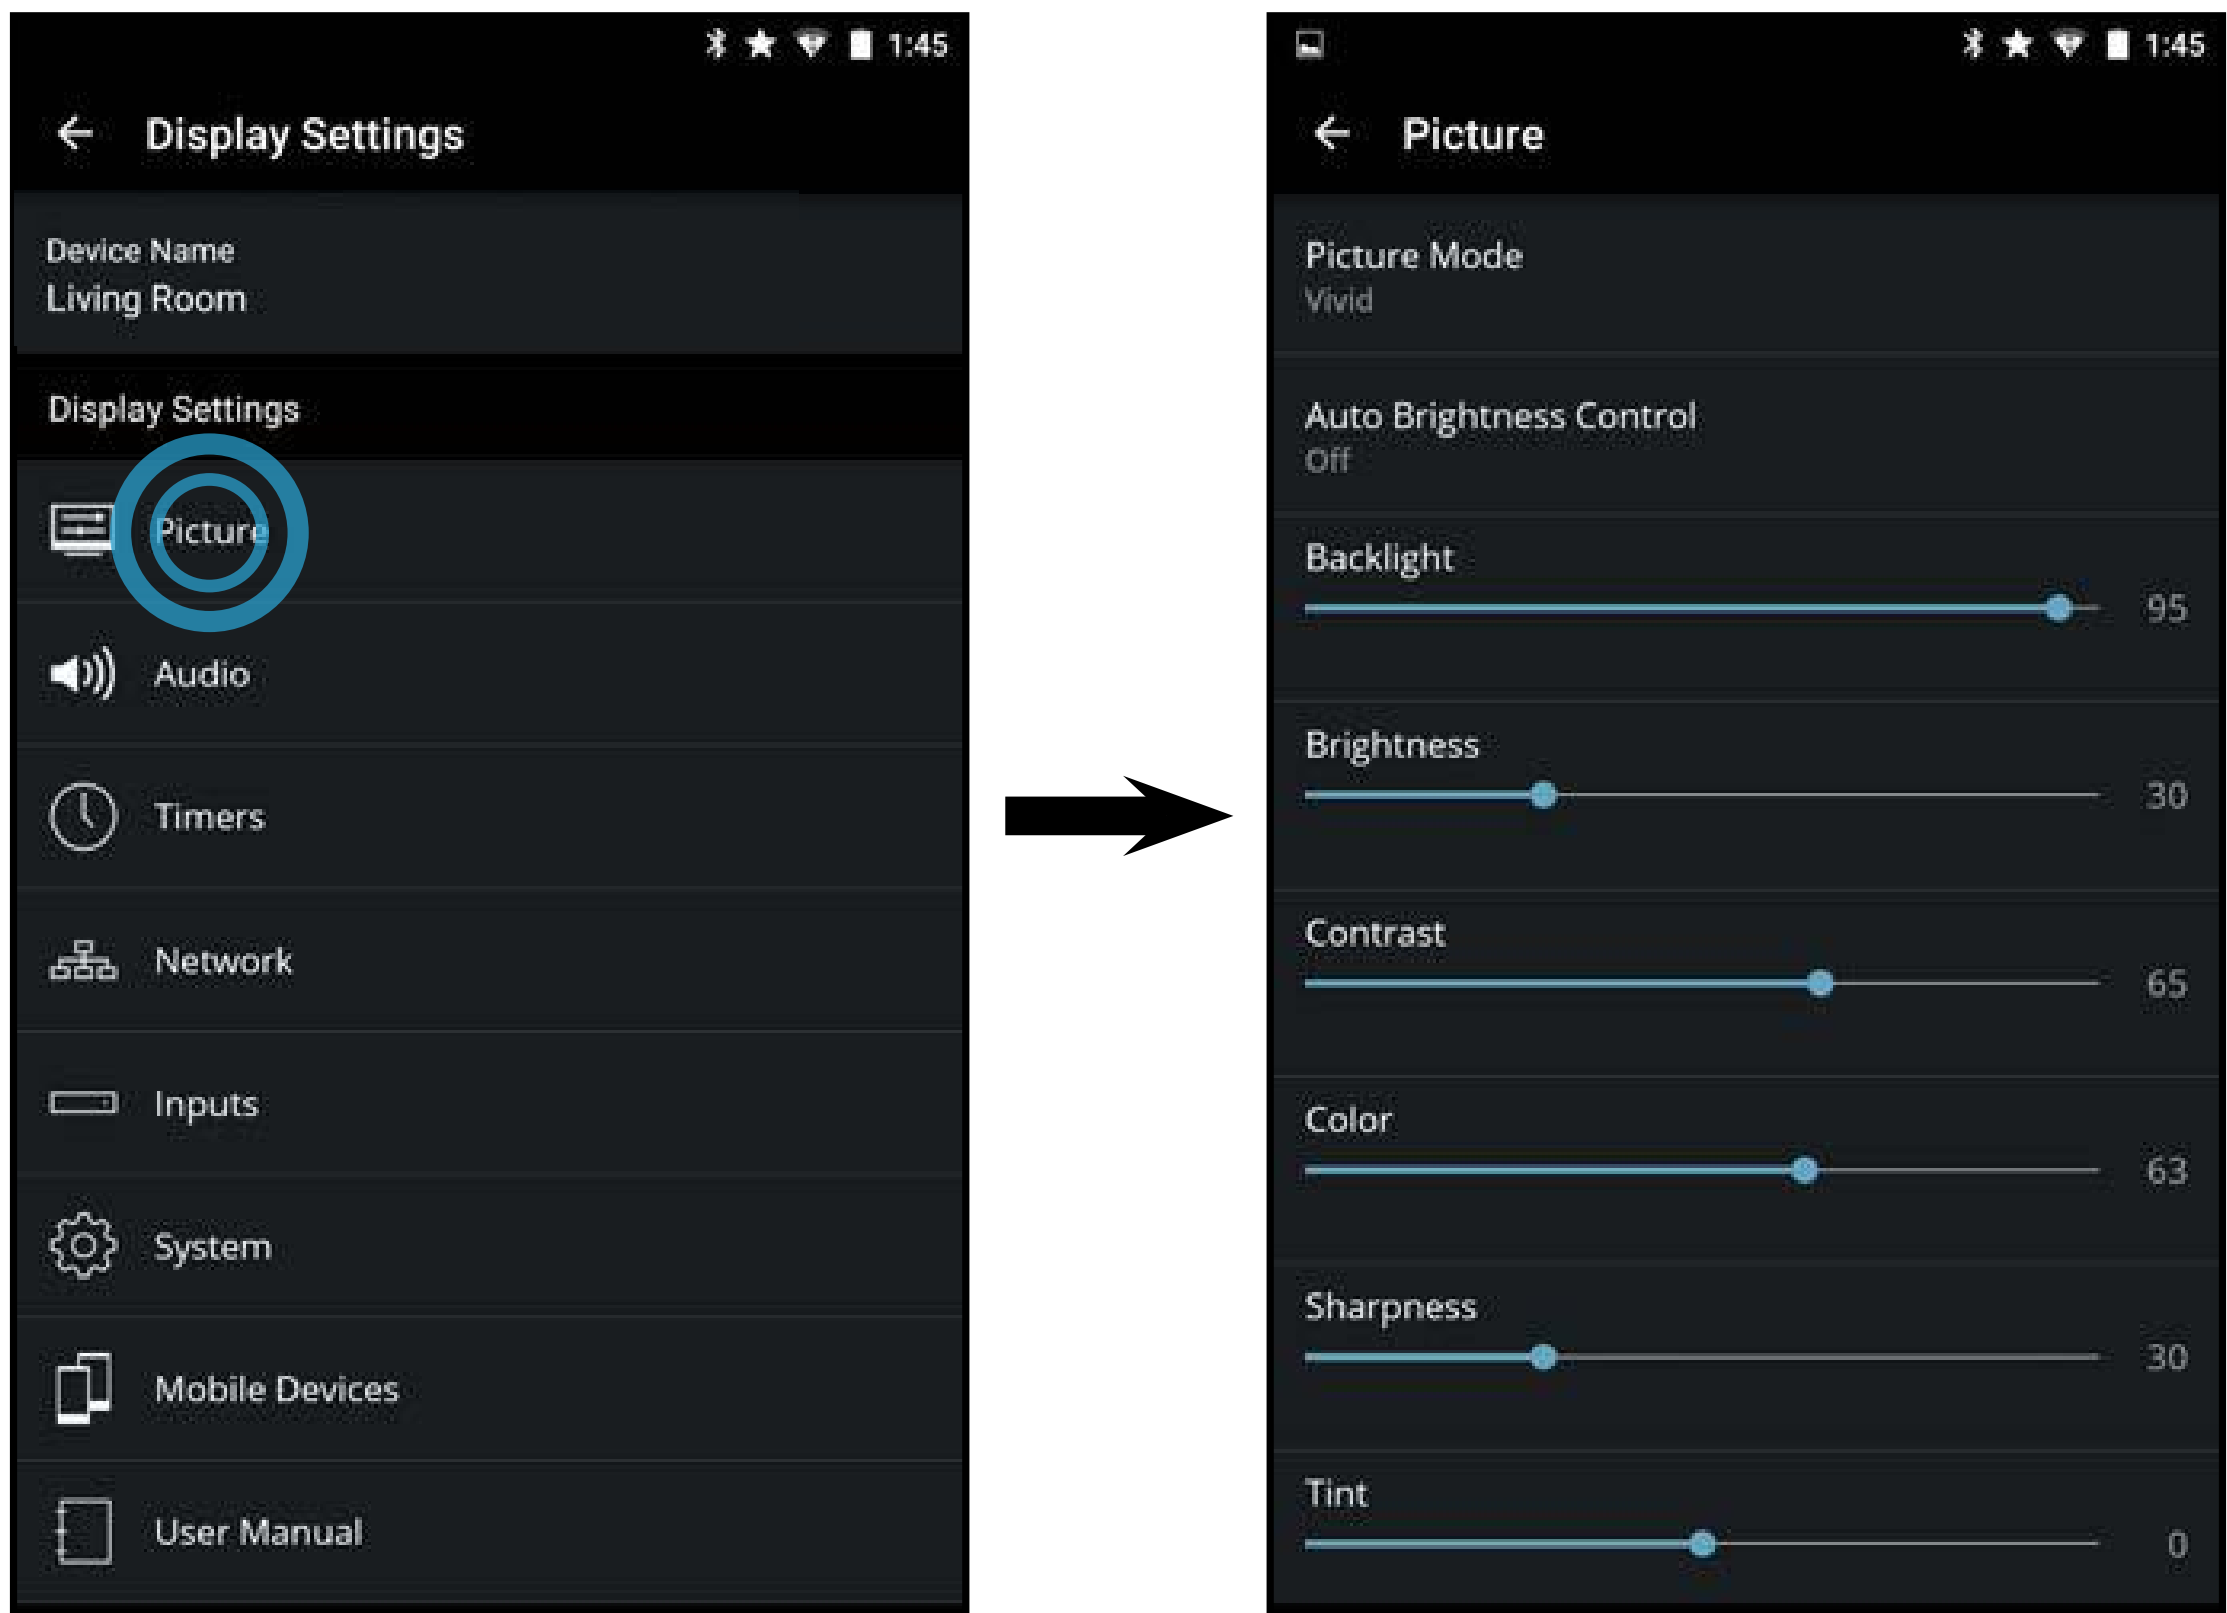 1:45
Display Settings
Device Name
Living Room
Display Settings
Picture
Audio
Timers
Network
Inputs
System
Mobile Devices
User Manual
1:45
Picture
Picture Mode
Vivid
Auto Brightness Control
Off
Backlight
95
Brightness
30
Contrast
65
Color
63
Sharpness
30
Tint
0